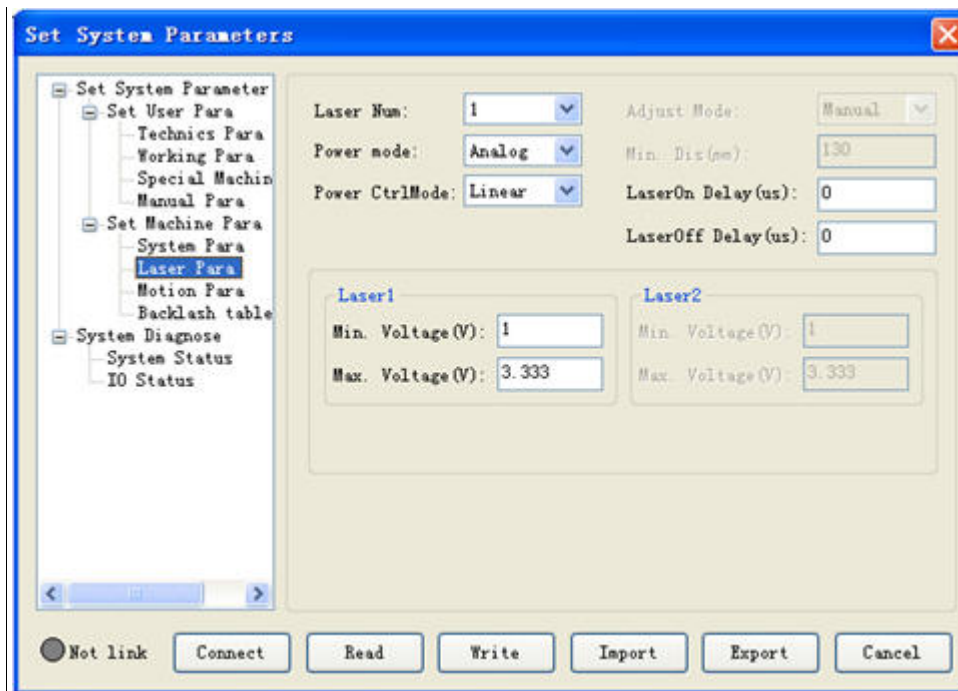 Set System Parameters
Set System Parameter
Set User Para
Technics Para
Working Para
Special Machin
Manual Para
Set Machine Para
System Para
Laser Para
Motion Para
Backlash table
System Diagnose
System Status
IO Status
Laser Num: 1
Power mode: Analog
Power CtrlMode: Linear
Adjust Mode: Manual
Min. Dis(mm): 130
LaserOn Delay(us): 0
LaserOff Delay(us): 0
Laser1
Min. Voltage(V): 1
Max. Voltage(V): 3.333
Laser2
Min. Voltage(V): 1
Max. Voltage(V): 3.333
Not link Connect Read Write Import Export Cancel